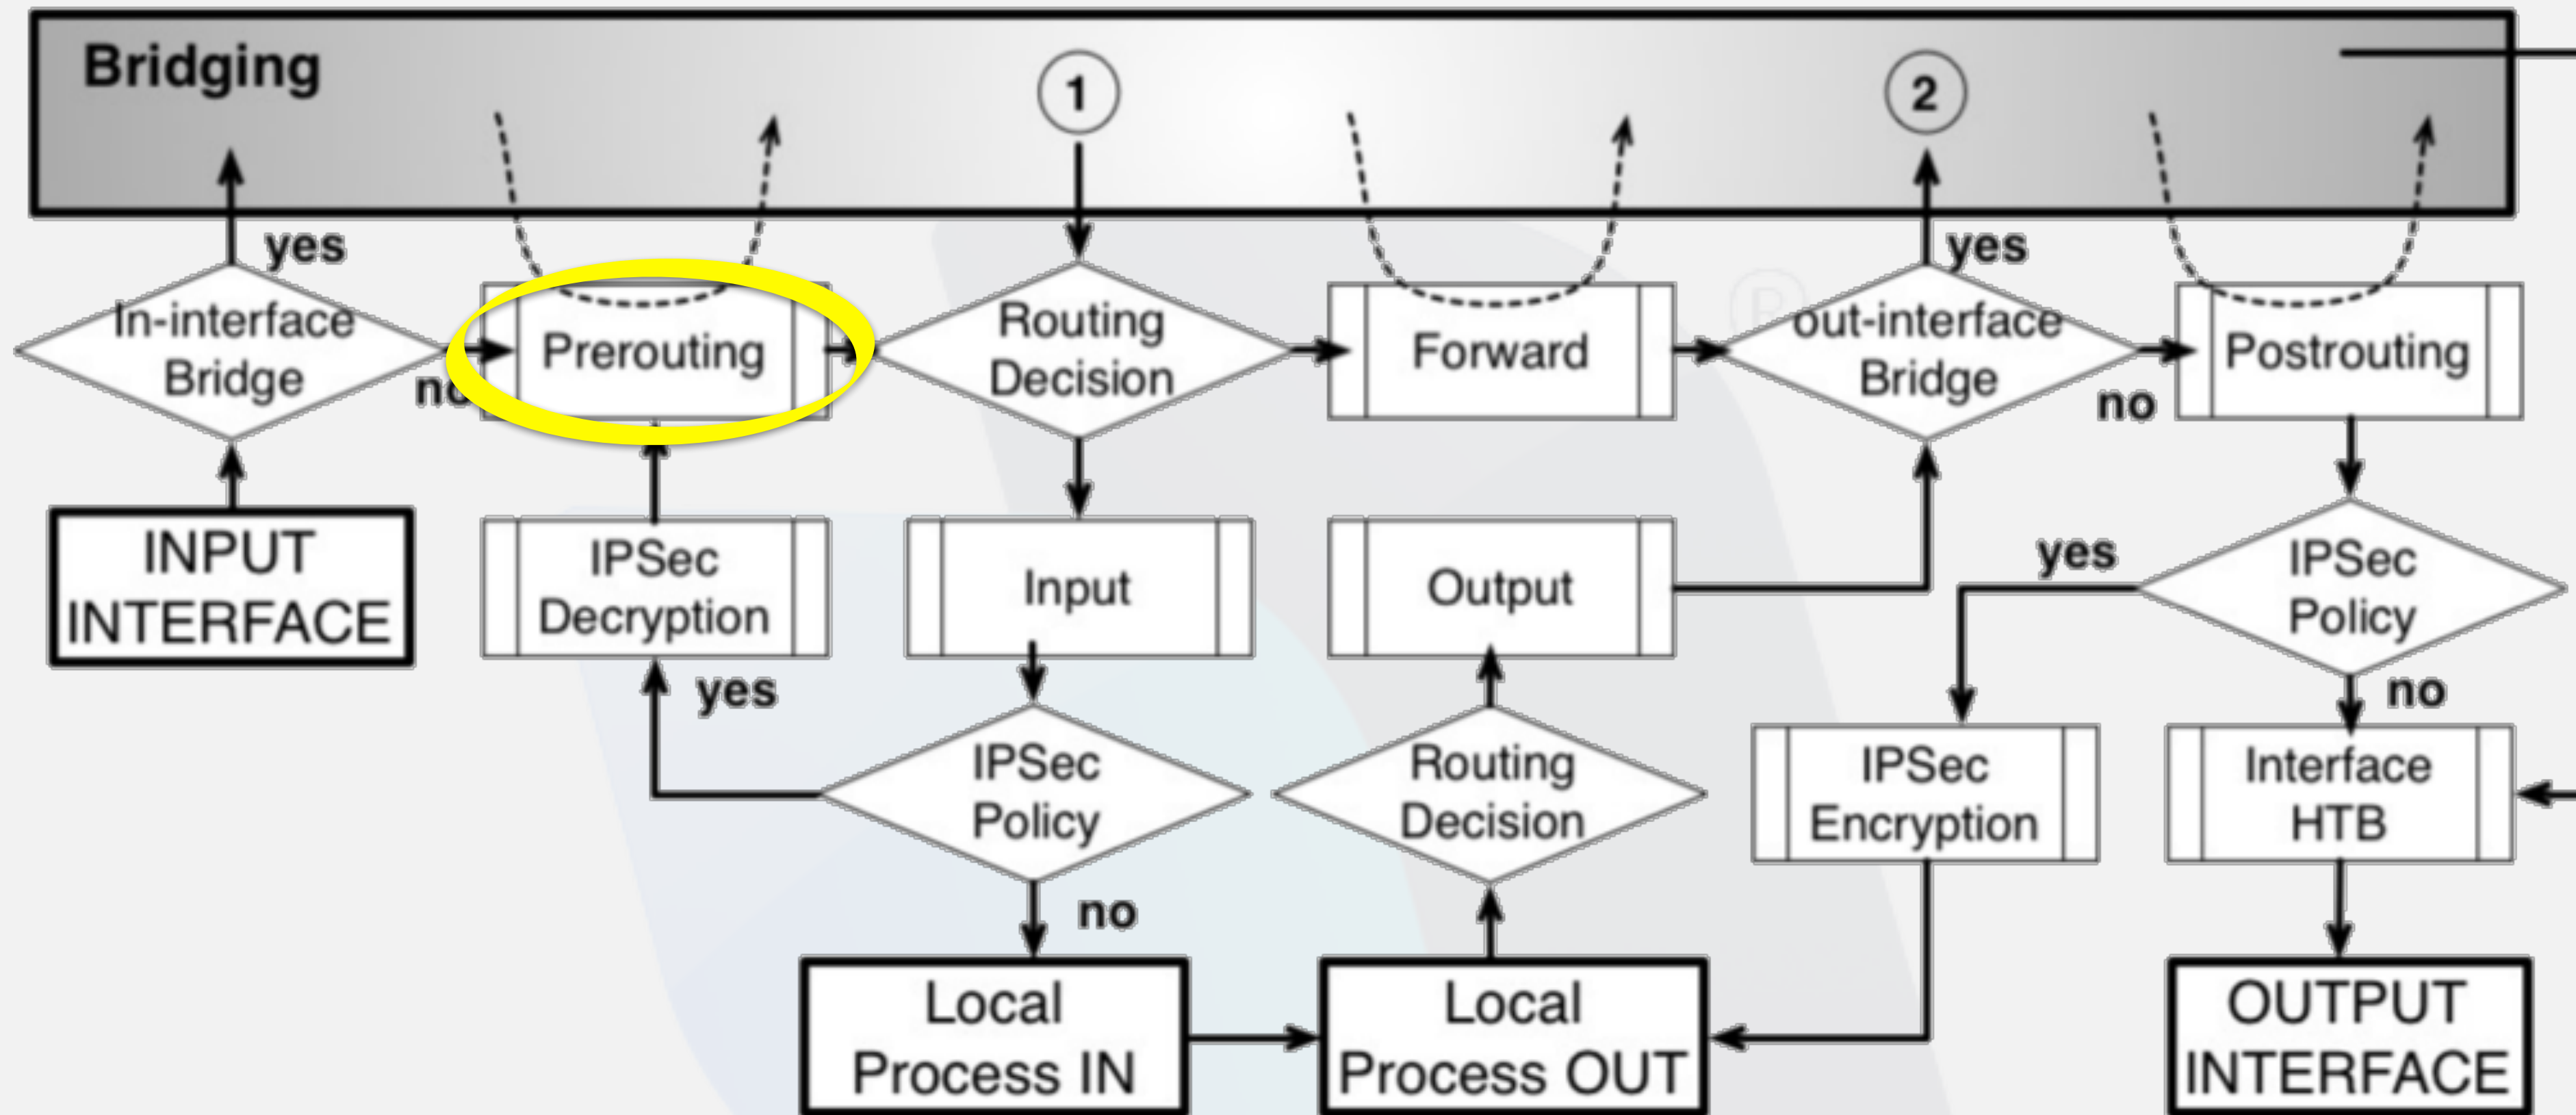 Bridging
1
2
yes
yes
In-interface
Bridge
no
Prerouting
Routing
Decision
Forward
®
out-interface
Bridge
no
Postrouting
INPUT
INTERFACE
IPSec
Decryption
Input
Output
yes
IPSec
Policy
yes
no
IPSec
Policy
Routing
Decision
IPSec
Encryption
Interface
HTB
no
Local
Process IN
Local
Process OUT
OUTPUT
INTERFACE